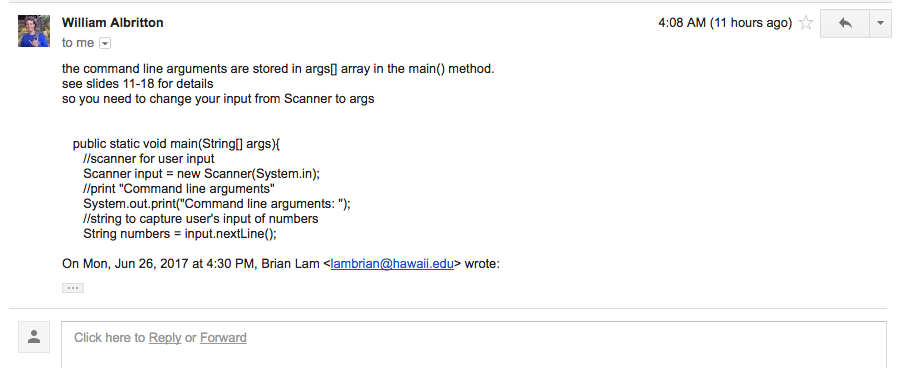 William Albritton
4:08 AM (11 hours ago)
to me
the command line arguments are stored in args[] array in the main() method.
see slides 11-18 for details
so you need to change your input from Scanner to args
public static void main(String[] args){
//scanner for user input
Scanner input = new Scanner(System.in);
//print "Command line arguments"
System.out.print("Command line arguments: ");
//string to capture user's input of numbers
String numbers = input.nextLine();
On Mon, Jun 26, 2017 at 4:30 PM, Brian Lam <lambrian@hawaii.edu> wrote:
Click here to Reply or Forward